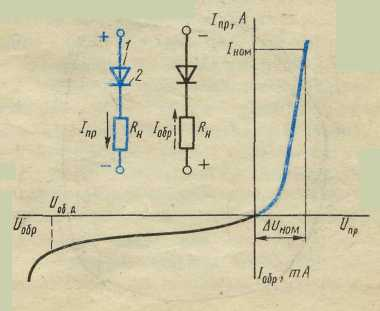 +
−
Iпр, А
1
Iном
2
Iпр
Rн
Iобр
Rн
−
+
Uоб.д
Uобр
ΔUном
Uпр
Iобр, mA